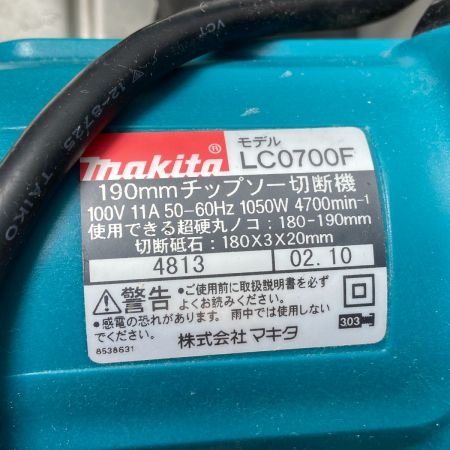 VCT 12-8725 TAIKO
makita®
モデル LC0700F
190mmチップソー切断機
100V 11A 50-60Hz 1050W 4700min⁻¹
使用できる超硬丸ノコ:180-190mm
切断砥石:180X3X20mm
4813 02.10
⚠警告 •ご使用前に取扱説明書を必ず
よくお読みください。
•感電の恐れがあります。雨中では使用しない
でください。
303
8538631
株式会社マキタ